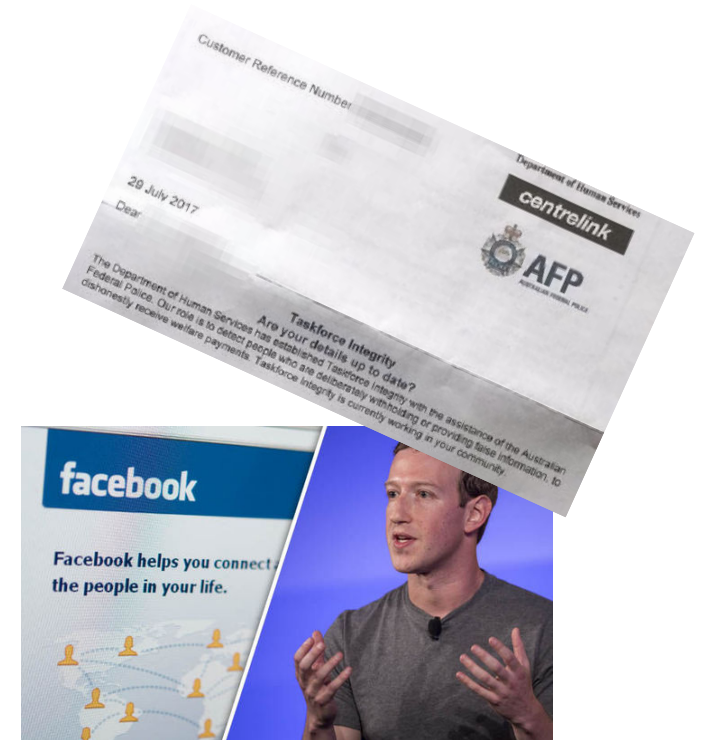 Customer Reference Number
Department of Human Services
centrelink
AFP
AUSTRALIAN FEDERAL POLICE
29 July 2017
Dear
Taskforce Integrity
Are your details up to date?
The Department of Human Services has established Taskforce Integrity with the assistance of the Australian
Federal Police. Our role is to detect people who are deliberately withholding or providing false information, to
dishonestly receive welfare payments. Taskforce Integrity is currently working in your community.
facebook
Facebook helps you connect
the people in your life.